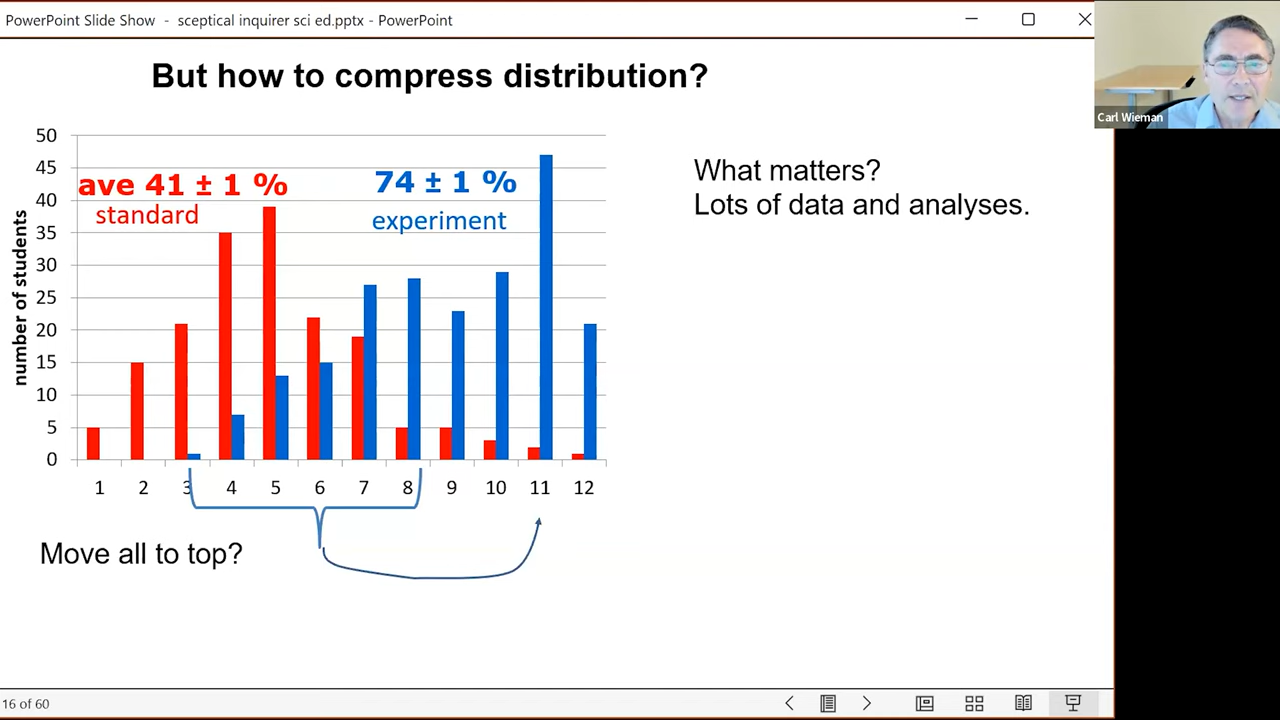 PowerPoint Slide Show - sceptical inquirer sci ed.pptx - PowerPoint
Carl Wieman
But how to compress distribution?
50
45
40
35
30
25
20
15
10
5
0
number of students
ave 41 ± 1 %
standard
74 ± 1 %
experiment
1 2 3 4 5 6 7 8 9 10 11 12
Move all to top?
What matters?
Lots of data and analyses.
16 of 60